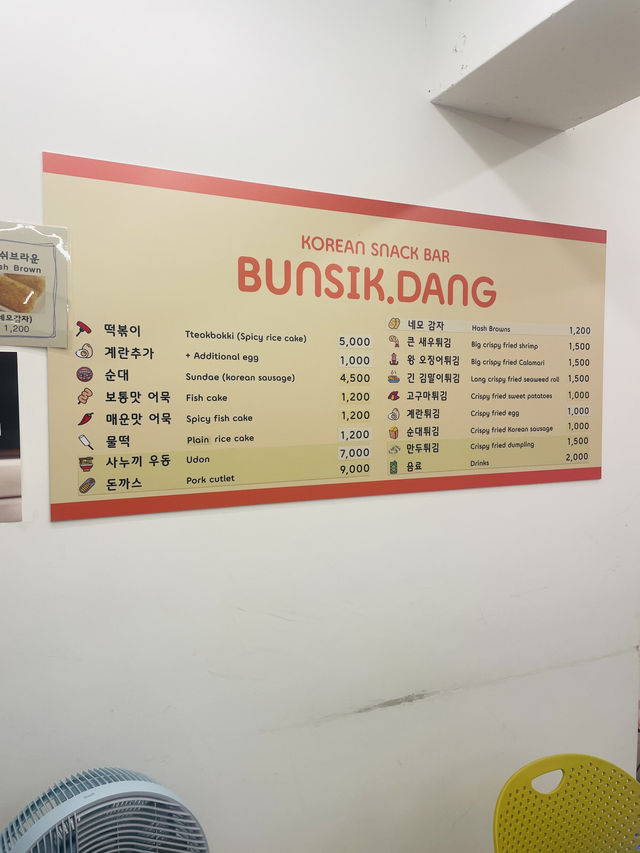 쉬브라운
sh Brown
네모감자)
1,200
KOREAN SNACK BAR
BUNSIK.DANG
떡볶이 Tteokbokki (Spicy rice cake) 5,000
계란추가 + Additional egg 1,000
순대 Sundae (korean sausage) 4,500
보통맛 어묵 Fish cake 1,200
매운맛 어묵 Spicy fish cake 1,200
물떡 Plain rice cake 1,200
사누끼 우동 Udon 7,000
돈까스 Pork cutlet 9,000
네모 감자 Hash Browns 1,200
큰 새우튀김 Big crispy fried shrimp 1,500
왕 오징어튀김 Big crispy fried Calamari 1,500
긴 김말이튀김 Long crispy fried seaweed roll 1,500
고구마튀김 Crispy fried sweet potatoes 1,000
계란튀김 Crispy fried egg 1,000
순대튀김 Crispy fried Korean sausage 1,000
만두튀김 Crispy fried dumpling 1,500
음료 Drinks 2,000